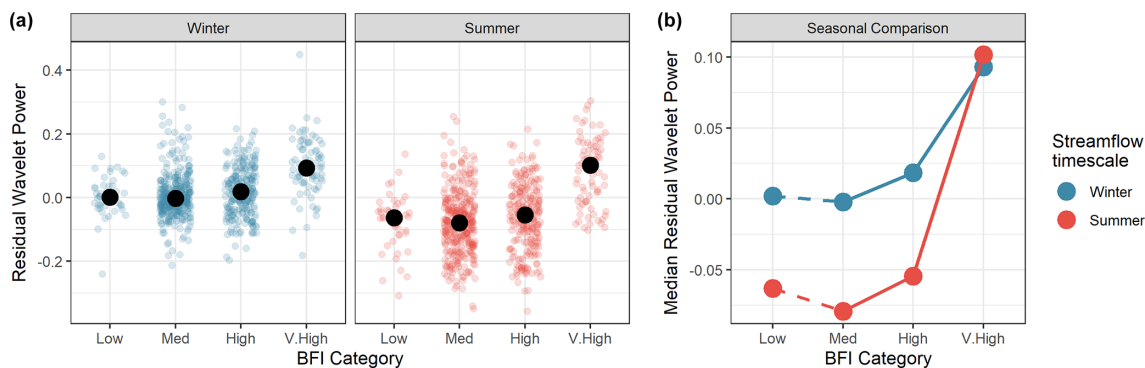 (a)
Winter
Summer
Residual Wavelet Power
0.4
0.2
0.0
-0.2
Low Med High V.High
Low Med High V.High
BFI Category
(b)
Seasonal Comparison
Median Residual Wavelet Power
0.10
0.05
0.00
-0.05
Low Med High V.High
BFI Category
Streamflow
timescale
Winter
Summer